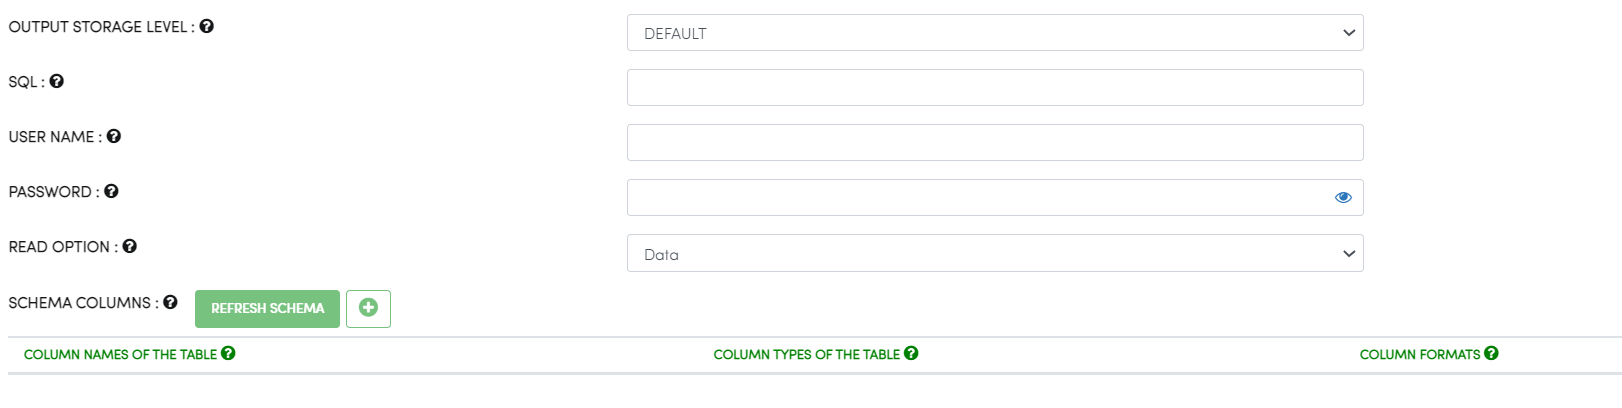 OUTPUT STORAGE LEVEL :
DEFAULT
SQL :
USER NAME :
PASSWORD :
READ OPTION :
Data
SCHEMA COLUMNS :
REFRESH SCHEMA
COLUMN NAMES OF THE TABLE
COLUMN TYPES OF THE TABLE
COLUMN FORMATS